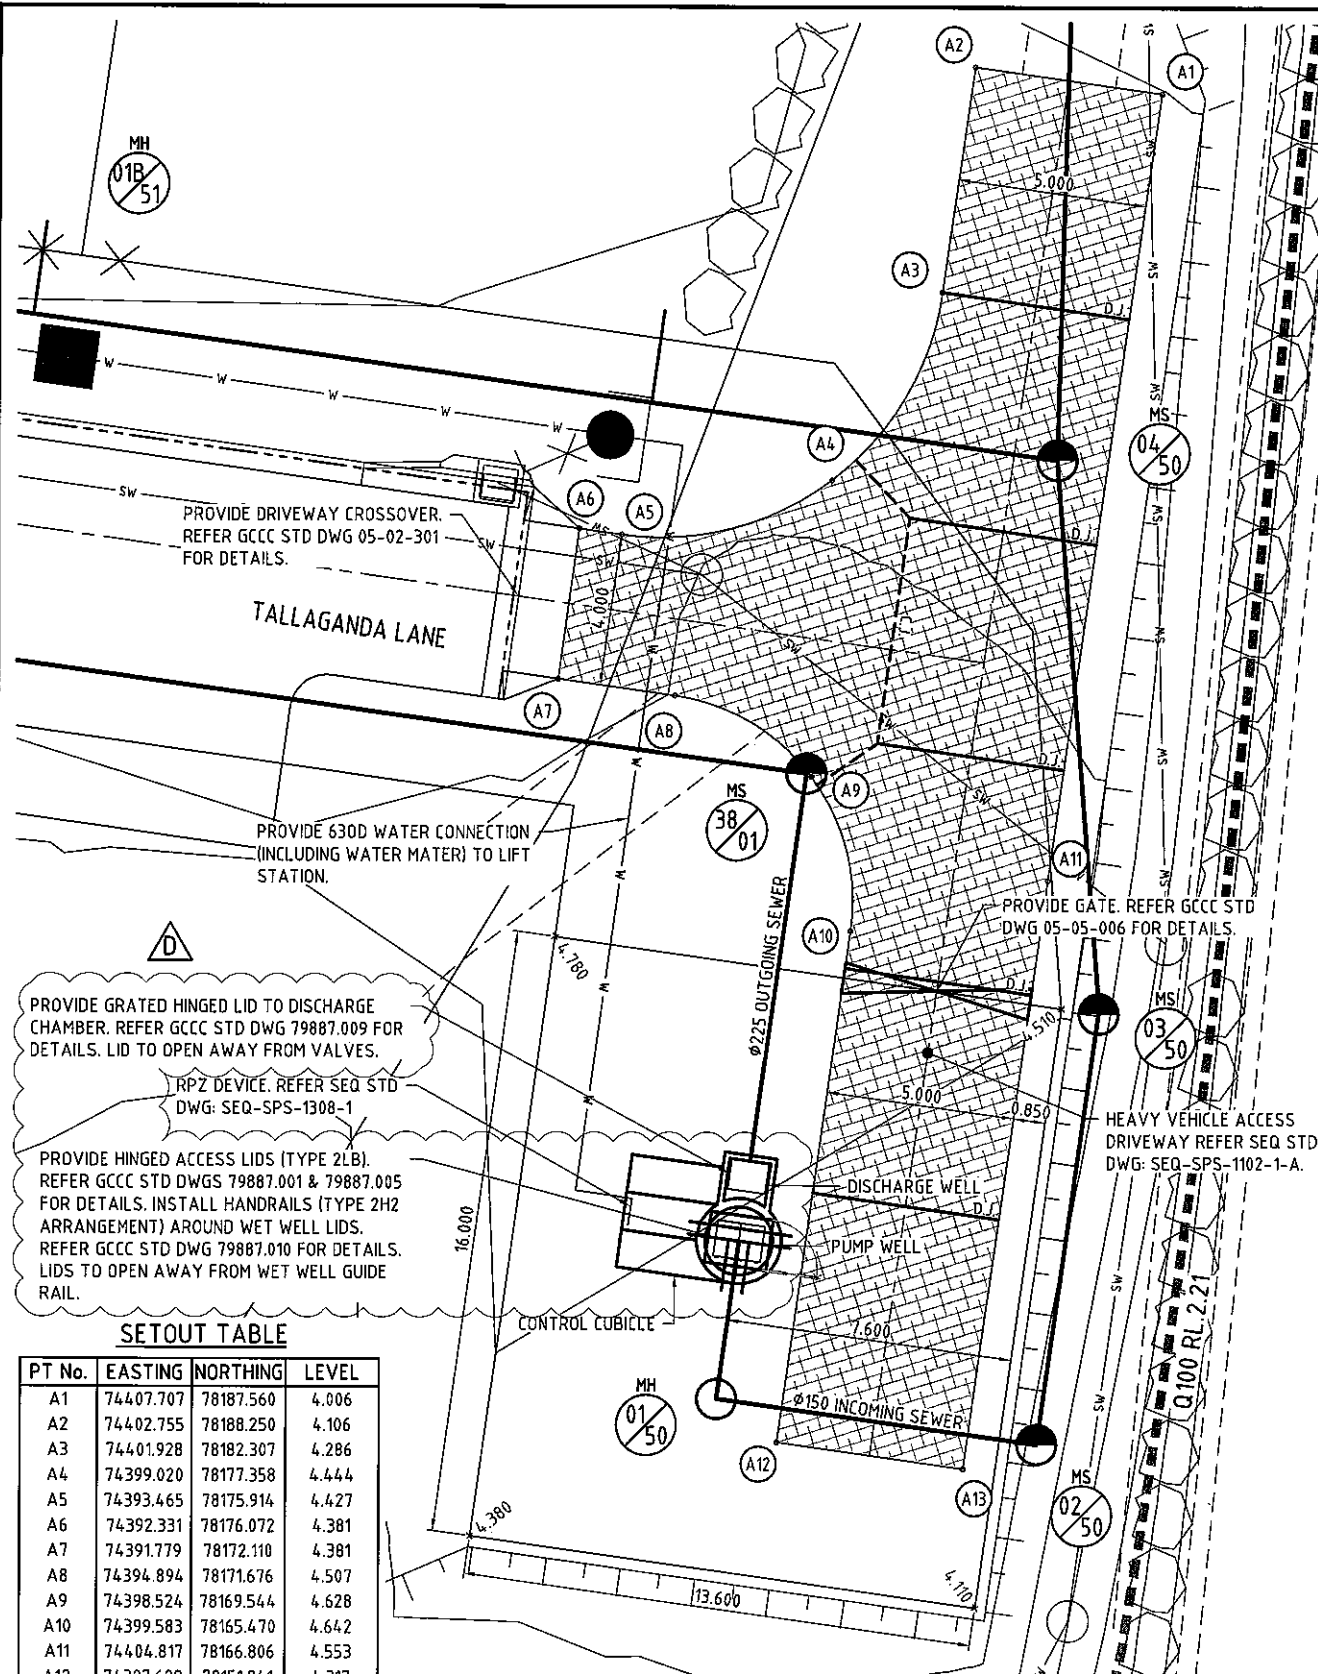 A2
A1
MH
01B
51
5.000
SW
A3
D.J.
W
W
W
W
A4
MS
04
50
SW
A6
A5
PROVIDE DRIVEWAY CROSSOVER.
REFER GCCC STD DWG 05-02-301
FOR DETAILS.
SW
SW
SW
D.J.
4.000
TALLAGANDA LANE
C.J.
SW
W
A7
A8
D.J.
A9
MS
38
01
SW
PROVIDE 63OD WATER CONNECTION
(INCLUDING WATER MATER) TO LIFT
STATION.
A11
PROVIDE GATE. REFER GCCC STD
DWG 05-05-006 FOR DETAILS.
A10
Φ225 OUTGOING SEWER
4.780
D
D.J.
4.510
MS
03
50
PROVIDE GRATED HINGED LID TO DISCHARGE
CHAMBER. REFER GCCC STD DWG 79887.009 FOR
DETAILS. LID TO OPEN AWAY FROM VALVES.
RPZ DEVICE. REFER SEQ STD
DWG: SEQ-SPS-1308-1
5.000
0.850
HEAVY VEHICLE ACCESS
DRIVEWAY REFER SEQ STD
DWG: SEQ-SPS-1102-1-A.
PROVIDE HINGED ACCESS LIDS (TYPE 2LB).
REFER GCCC STD DWGS 79887.001 & 79887.005
FOR DETAILS. INSTALL HANDRAILS (TYPE 2H2
ARRANGEMENT) AROUND WET WELL LIDS.
REFER GCCC STD DWG 79887.010 FOR DETAILS.
LIDS TO OPEN AWAY FROM WET WELL GUIDE
RAIL.
DISCHARGE WELL
D.J.
PUMP WELL
16.000
CONTROL CUBICLE
7.600
SW
Q100 RL.2.21
MH
01
50
Φ150 INCOMING SEWER
A12
A13
MS
02
50
4.380
13.600
4.110
SETOUT TABLE
PT No. EASTING NORTHING LEVEL
A1 74407.707 78187.560 4.006
A2 74402.755 78188.250 4.106
A3 74401.928 78182.307 4.286
A4 74399.020 78177.358 4.444
A5 74393.465 78175.914 4.427
A6 74392.331 78176.072 4.381
A7 74391.779 78172.110 4.381
A8 74394.894 78171.676 4.507
A9 74398.524 78169.544 4.628
A10 74399.583 78165.470 4.642
A11 74404.817 78166.806 4.553
A12